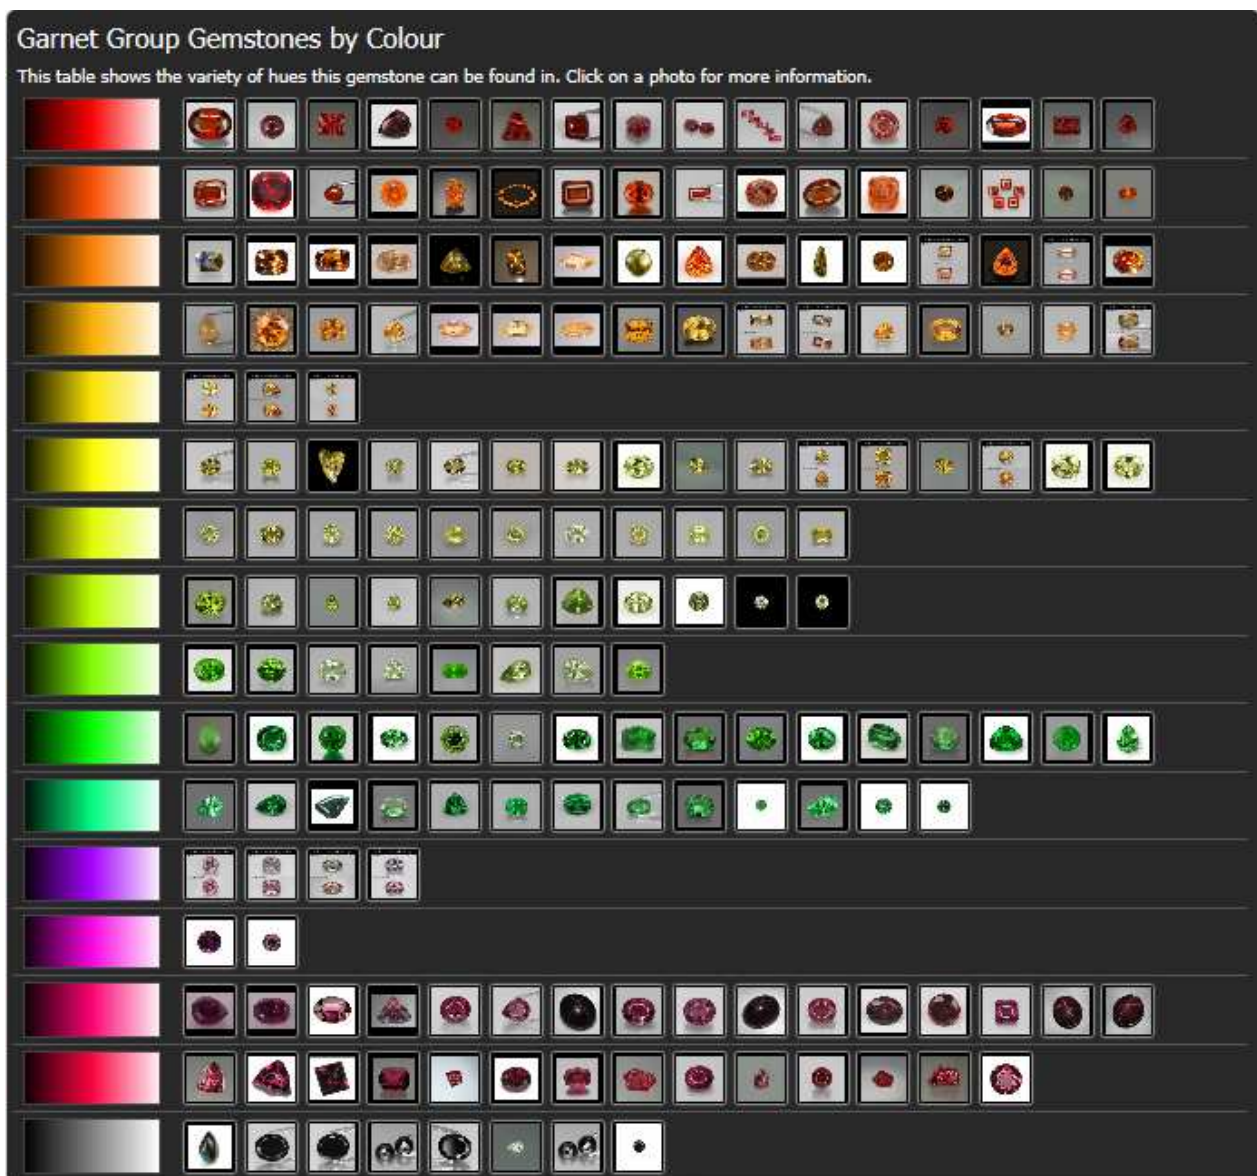 Garnet Group Gemstones by Colour
This table shows the variety of hues this gemstone can be found in. Click on a photo for more information.